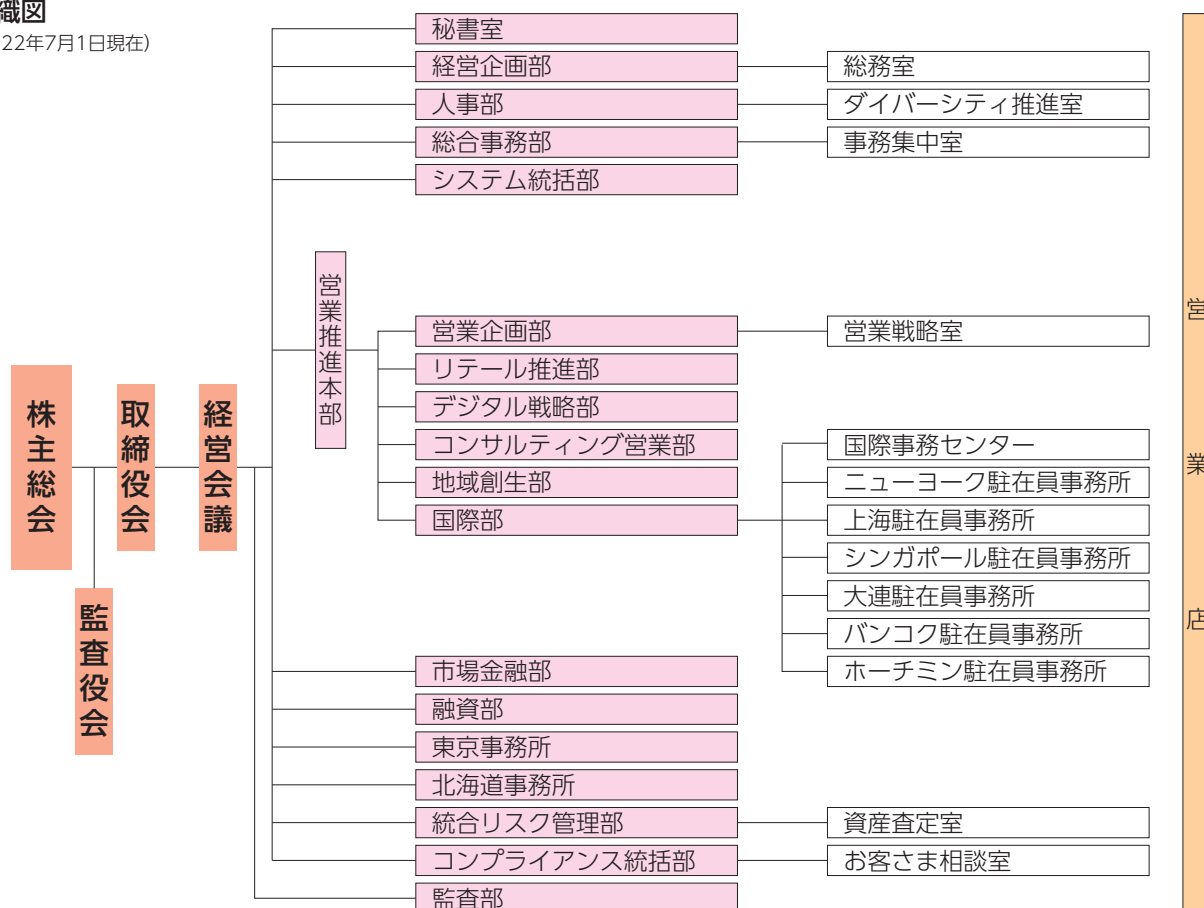 織図
22年7月1日現在）
秘書室
経営企画部
総務室
人事部
ダイバーシティ推進室
総合事務部
事務集中室
システム統括部
営業推進本部
営業企画部
営業戦略室
リテール推進部
デジタル戦略部
コンサルティング営業部
地域創生部
国際部
国際事務センター
ニューヨーク駐在員事務所
上海駐在員事務所
シンガポール駐在員事務所
大連駐在員事務所
バンコク駐在員事務所
ホーチミン駐在員事務所
株主総会
取締役会
経営会議
監査役会
市場金融部
融資部
東京事務所
北海道事務所
統合リスク管理部
資産査定室
コンプライアンス統括部
お客さま相談室
監査部
営業店